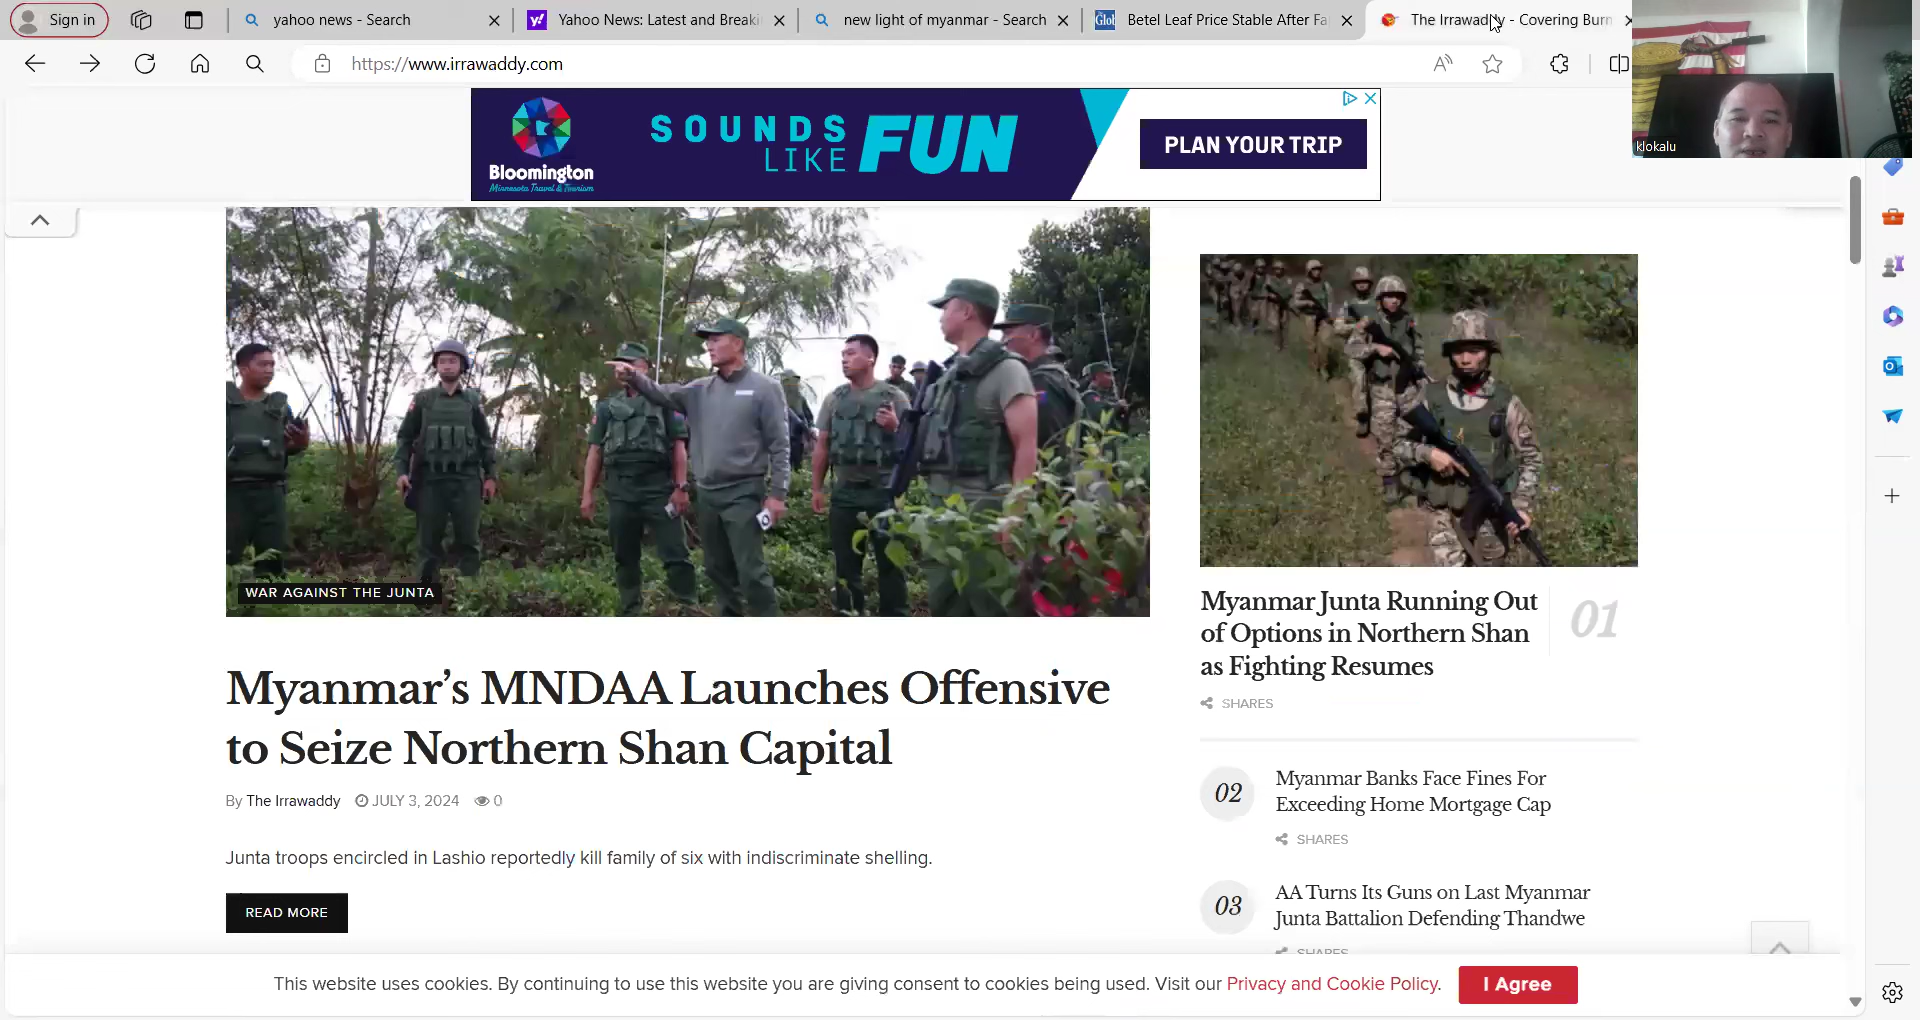 Sign in
yahoo news - Search
Yahoo News: Latest and Breaki
new light of myanmar - Search
Betel Leaf Price Stable After Fa
The Irrawaddy - Covering Burm
https://www.irrawaddy.com
klokalu
Bloomington
Minnesota Travel & Tourism
SOUNDS
LIKE FUN
PLAN YOUR TRIP
WAR AGAINST THE JUNTA
Myanmar’s MNDAA Launches Offensive
to Seize Northern Shan Capital
By The Irrawaddy JULY 3, 2024 0
Junta troops encircled in Lashio reportedly kill family of six with indiscriminate shelling.
READ MORE
Myanmar Junta Running Out
of Options in Northern Shan
as Fighting Resumes
01
SHARES
02
Myanmar Banks Face Fines For
Exceeding Home Mortgage Cap
SHARES
03
AA Turns Its Guns on Last Myanmar
Junta Battalion Defending Thandwe
SHARES
This website uses cookies. By continuing to use this website you are giving consent to cookies being used. Visit our Privacy and Cookie Policy.
I Agree